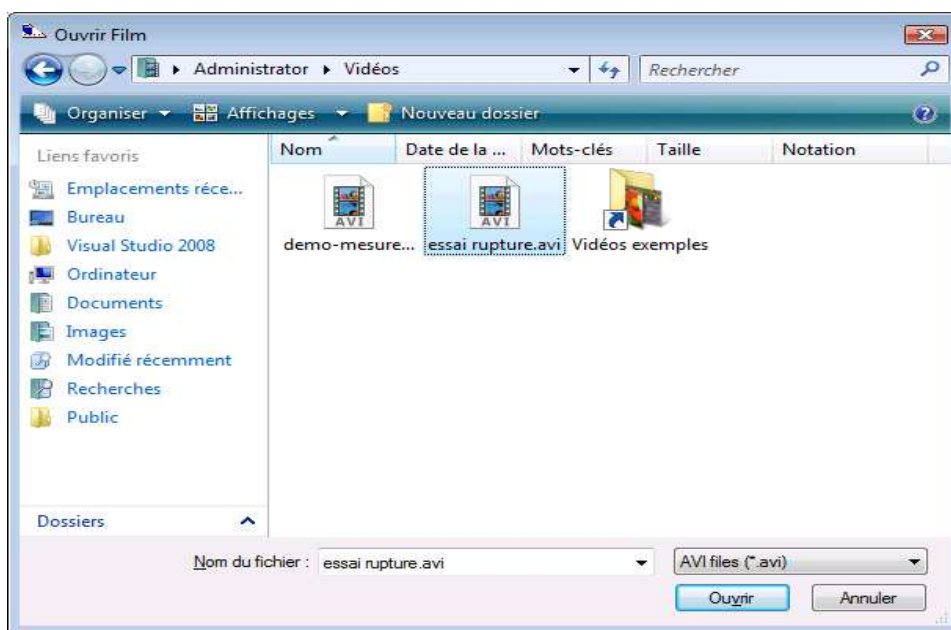 Ouvrir Film
Administrator Vidéos
Rechercher
Organiser Affichages Nouveau dossier
Liens favoris
Emplacements réce...
Bureau
Visual Studio 2008
Ordinateur
Documents
Images
Modifié récemment
Recherches
Public
Dossiers
Nom Date de la ... Mots-clés Taille Notation
AVI AVI
demo-mesure... essai rupture.avi Vidéos exemples
Nom du fichier : essai rupture.avi AVI files (*.avi)
Ouvrir Annuler